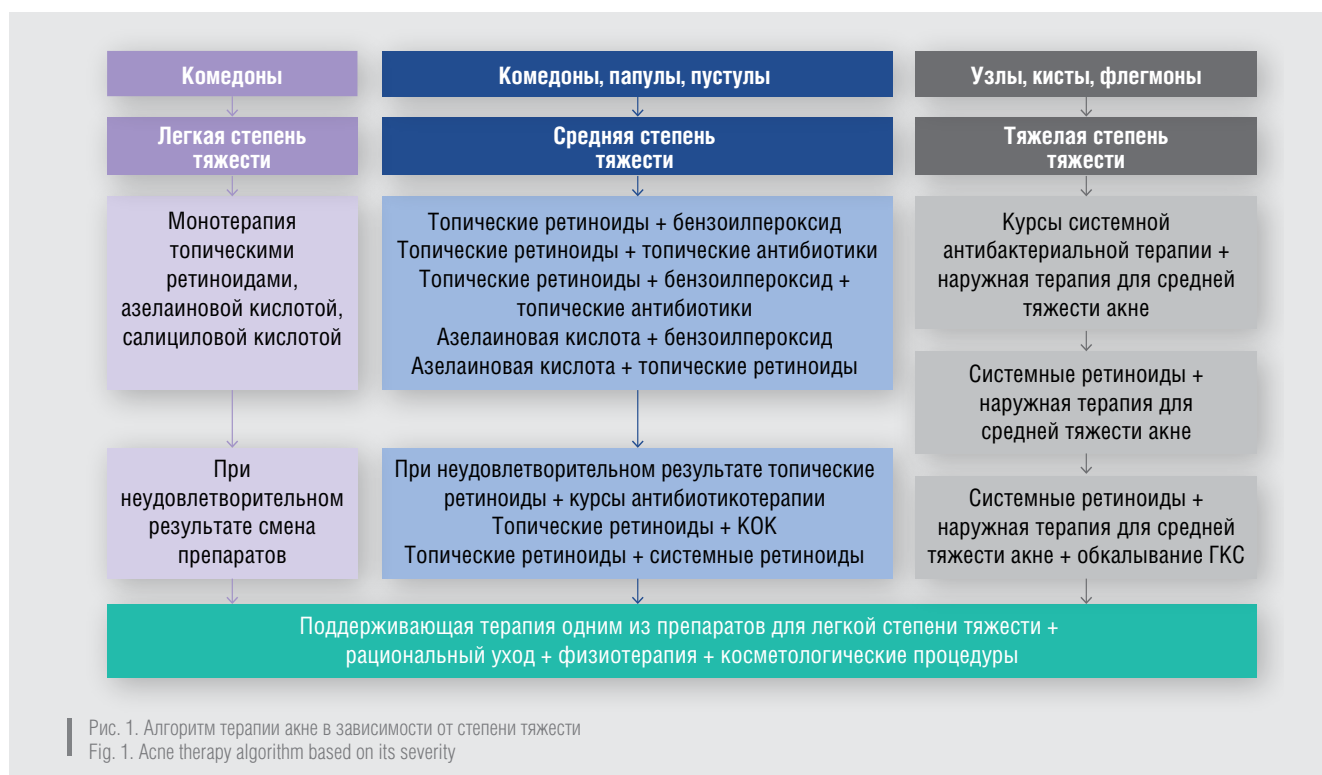 Комедоны
Легкая степень
тяжести
Монотерапия
топическими
ретиноидами,
азелаиновой кислотой,
салициловой кислотой
При
неудовлетворительном
результате смена
препаратов
Комедоны, папулы, пустулы
Средняя степень
тяжести
Топические ретиноиды + бензоилпероксид
Топические ретиноиды + топические антибиотики
Топические ретиноиды + бензоилпероксид +
топические антибиотики
Азелаиновая кислота + бензоилпероксид
Азелаиновая кислота + топические ретиноиды
При неудовлетворительном результате топические
ретиноиды + курсы антибиотикотерапии
Топические ретиноиды + КОК
Топические ретиноиды + системные ретиноиды
Узлы, кисты, флегмоны
Тяжелая степень
тяжести
Курсы системной
антибактериальной терапии +
наружная терапия для средней
тяжести акне
Системные ретиноиды +
наружная терапия для
средней тяжести акне
Системные ретиноиды +
наружная терапия для средней
тяжести акне + обкалывание ГКС
Поддерживающая терапия одним из препаратов для легкой степени тяжести +
рациональный уход + физиотерапия + косметологические процедуры
Рис. 1. Алгоритм терапии акне в зависимости от степени тяжести
Fig. 1. Acne therapy algorithm based on its severity